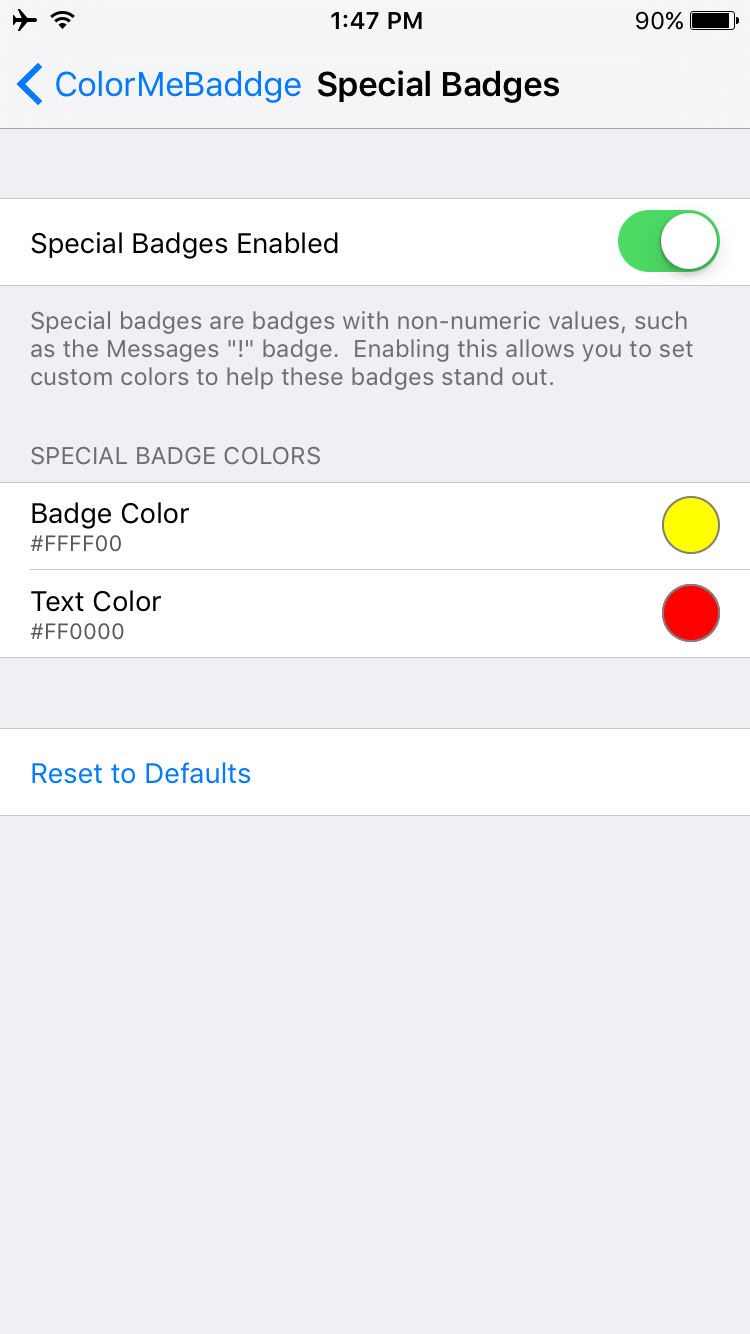 1:47 PM 90%
ColorMeBaddge Special Badges
Special Badges Enabled
Special badges are badges with non-numeric values, such
as the Messages "!" badge.  Enabling this allows you to set
custom colors to help these badges stand out.
SPECIAL BADGE COLORS
Badge Color
#FFFF00
Text Color
#FF0000
Reset to Defaults